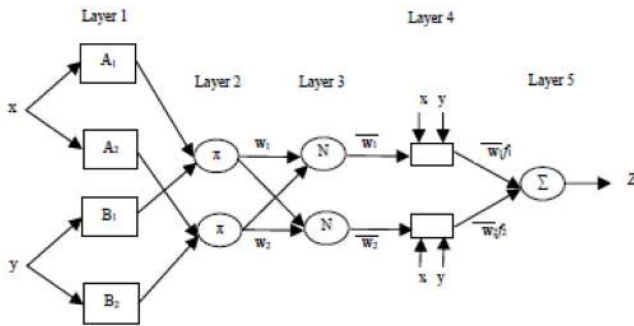 Layer 1
Layer 4
Layer 2
Layer 3
Layer 5
A₁
x
x y
A₂
π
w₁
N
w̅₁
w̅₁f₁
Σ
Z
B₁
y
π
w₂
N
w̅₂
w̅₂f₂
B₂
x y